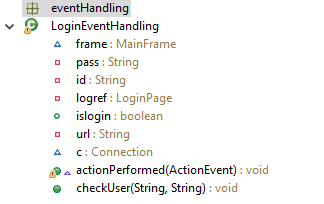 eventHandling
LoginEventHandling
frame : MainFrame
pass : String
id : String
logref : LoginPage
islogin : boolean
url : String
c : Connection
actionPerformed(ActionEvent) : void
checkUser(String, String) : void